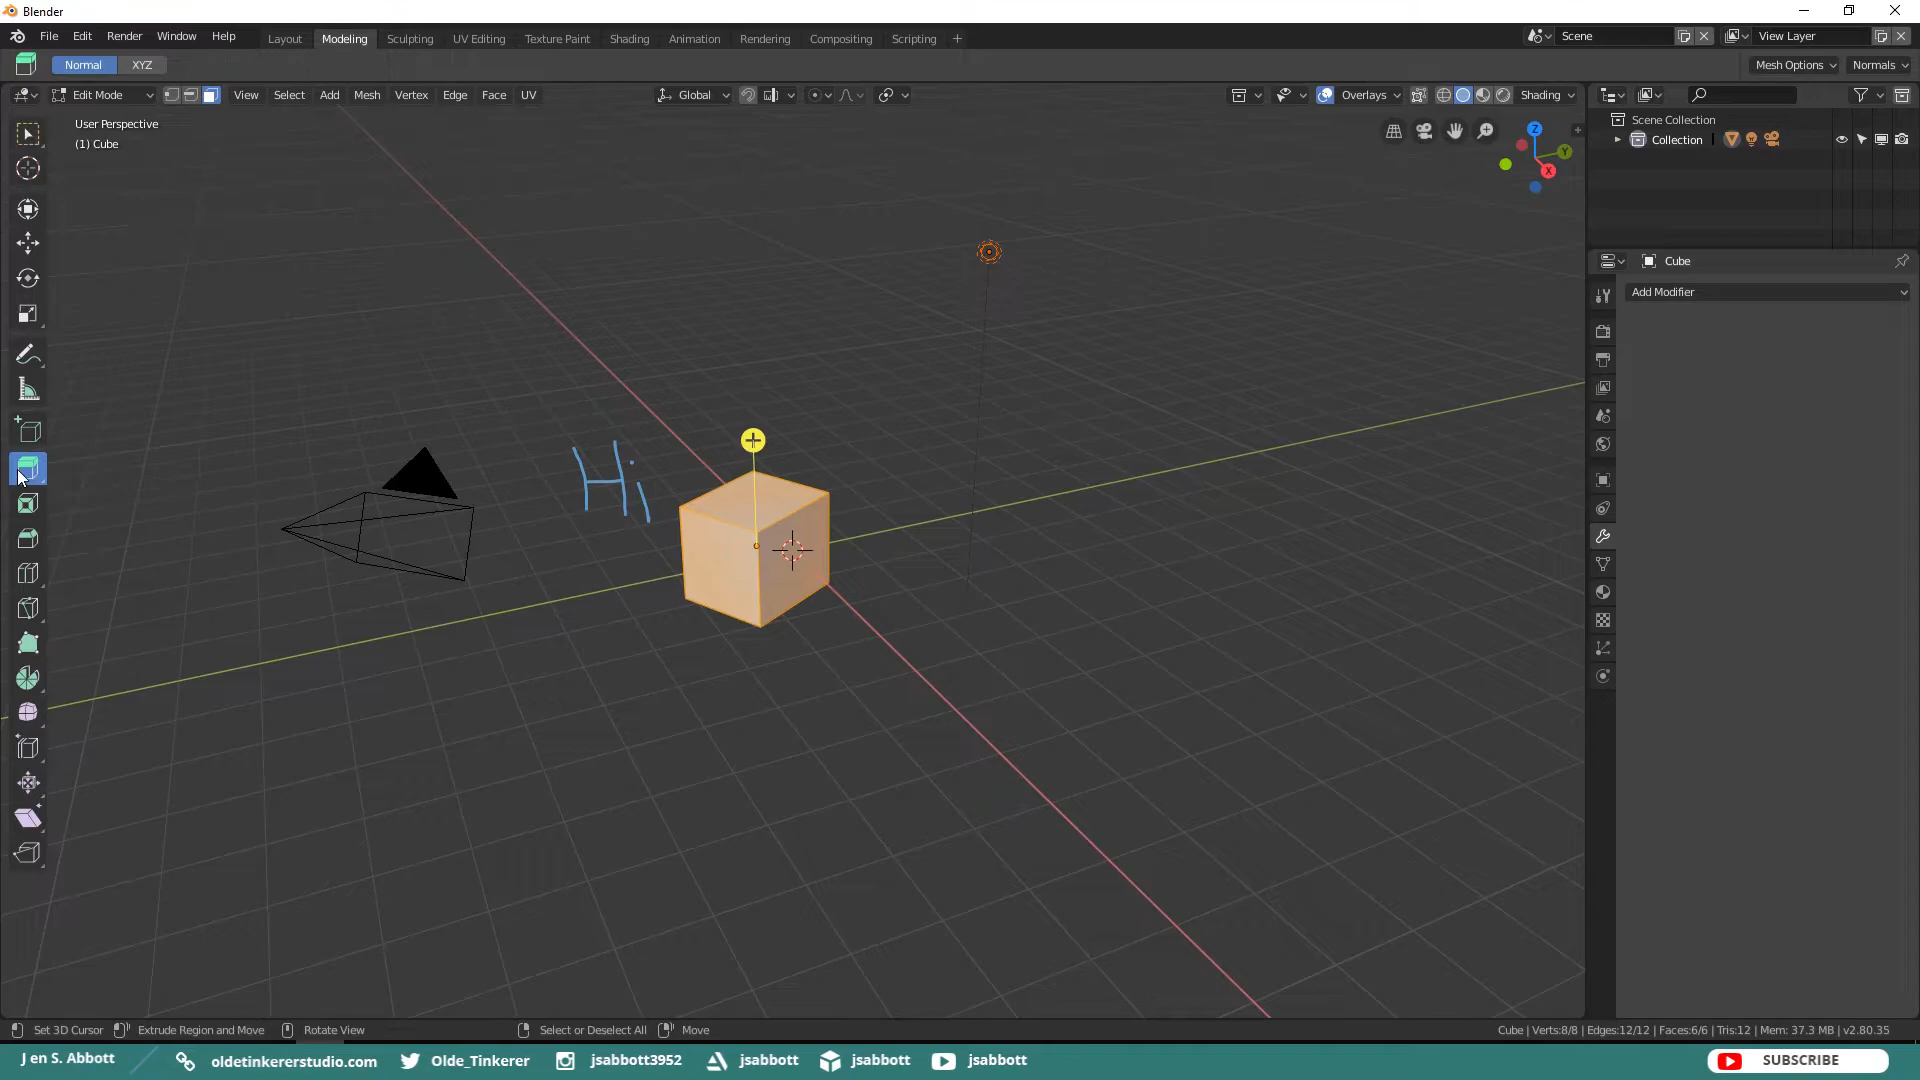 Blender
File Edit Render Window Help Layout Modeling Sculpting UV Editing Texture Paint Shading Animation Rendering Compositing Scripting + Scene View Layer
Normal XYZ Mesh Options Normals
Edit Mode View Select Add Mesh Vertex Edge Face UV Global Overlays Shading
User Perspective
(1) Cube
Z
Y
X
Scene Collection
Collection
Cube
Add Modifier
Hi
Set 3D Cursor Extrude Region and Move Rotate View Select or Deselect All Move Cube | Verts:8/8 | Edges:12/12 | Faces:6/6 | Tris:12 | Mem: 37.3 MB | v2.80.35
J en S. Abbott oldetinkererstudio.com Olde_Tinkerer jsabbott3952 jsabbott jsabbott jsabbott SUBSCRIBE